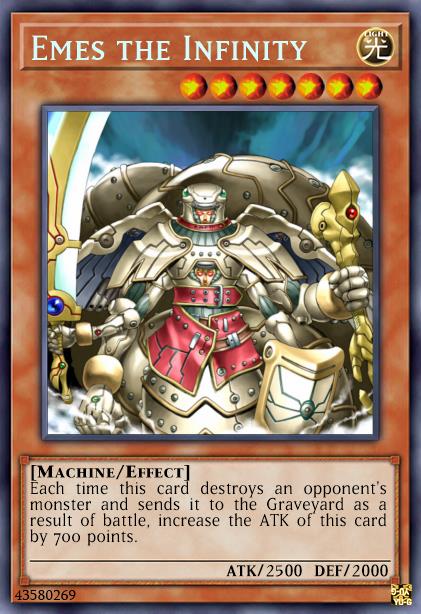 Emes the Infinity
LIGHT
光
[Machine/Effect]
Each time this card destroys an opponent's
monster and sends it to the Graveyard as a
result of battle, increase the ATK of this card
by 700 points.
ATK/2500 DEF/2000
43580269